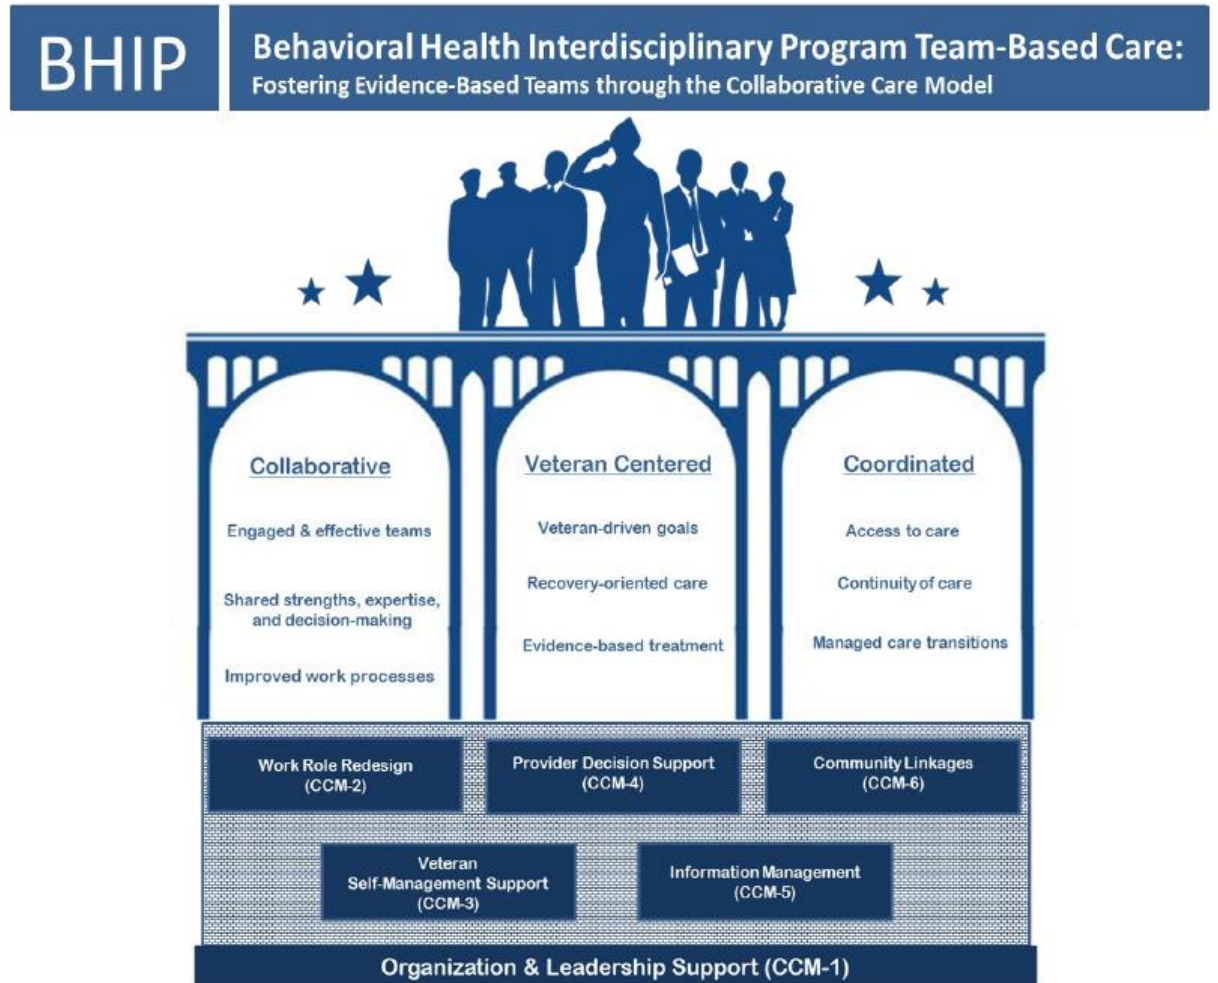 BHIP
Behavioral Health Interdisciplinary Program Team-Based Care:
Fostering Evidence-Based Teams through the Collaborative Care Model
Collaborative
Engaged & effective teams
Shared strengths, expertise,
and decision-making
Improved work processes
Veteran Centered
Veteran-driven goals
Recovery-oriented care
Evidence-based treatment
Coordinated
Access to care
Continuity of care
Managed care transitions
Work Role Redesign
(CCM-2)
Provider Decision Support
(CCM-4)
Community Linkages
(CCM-6)
Veteran
Self-Management Support
(CCM-3)
Information Management
(CCM-5)
Organization & Leadership Support (CCM-1)